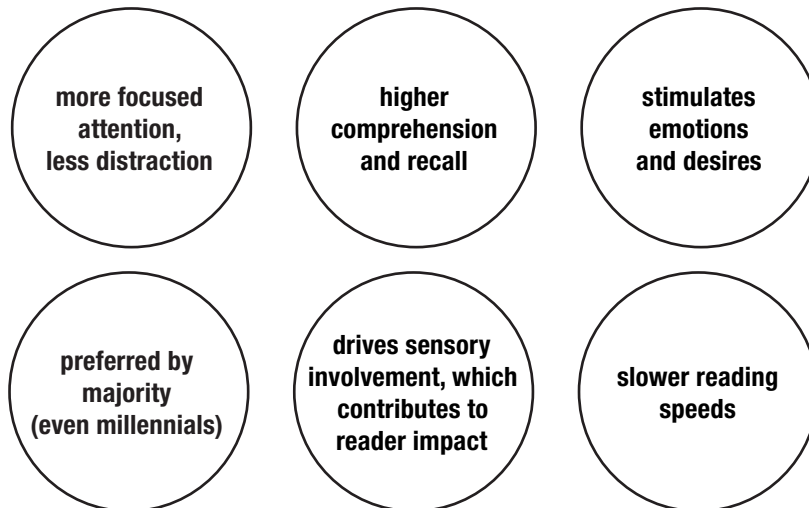 more focused
attention,
less distraction
higher
comprehension
and recall
stimulates
emotions
and desires
preferred by
majority
(even millennials)
drives sensory
involvement, which
contributes to
reader impact
slower reading
speeds